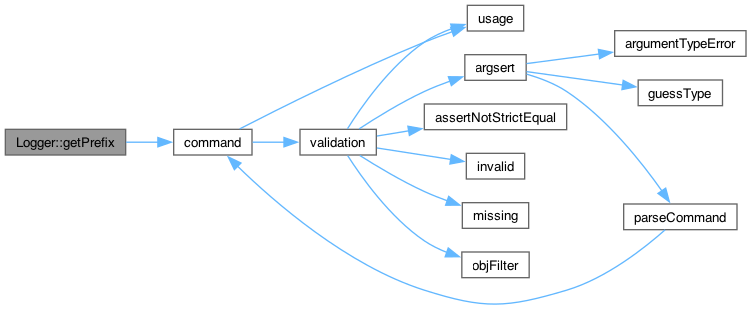 usage
argumentTypeError
argsert
guessType
assertNotStrictEqual
Logger::getPrefix
command
validation
invalid
missing
parseCommand
objFilter